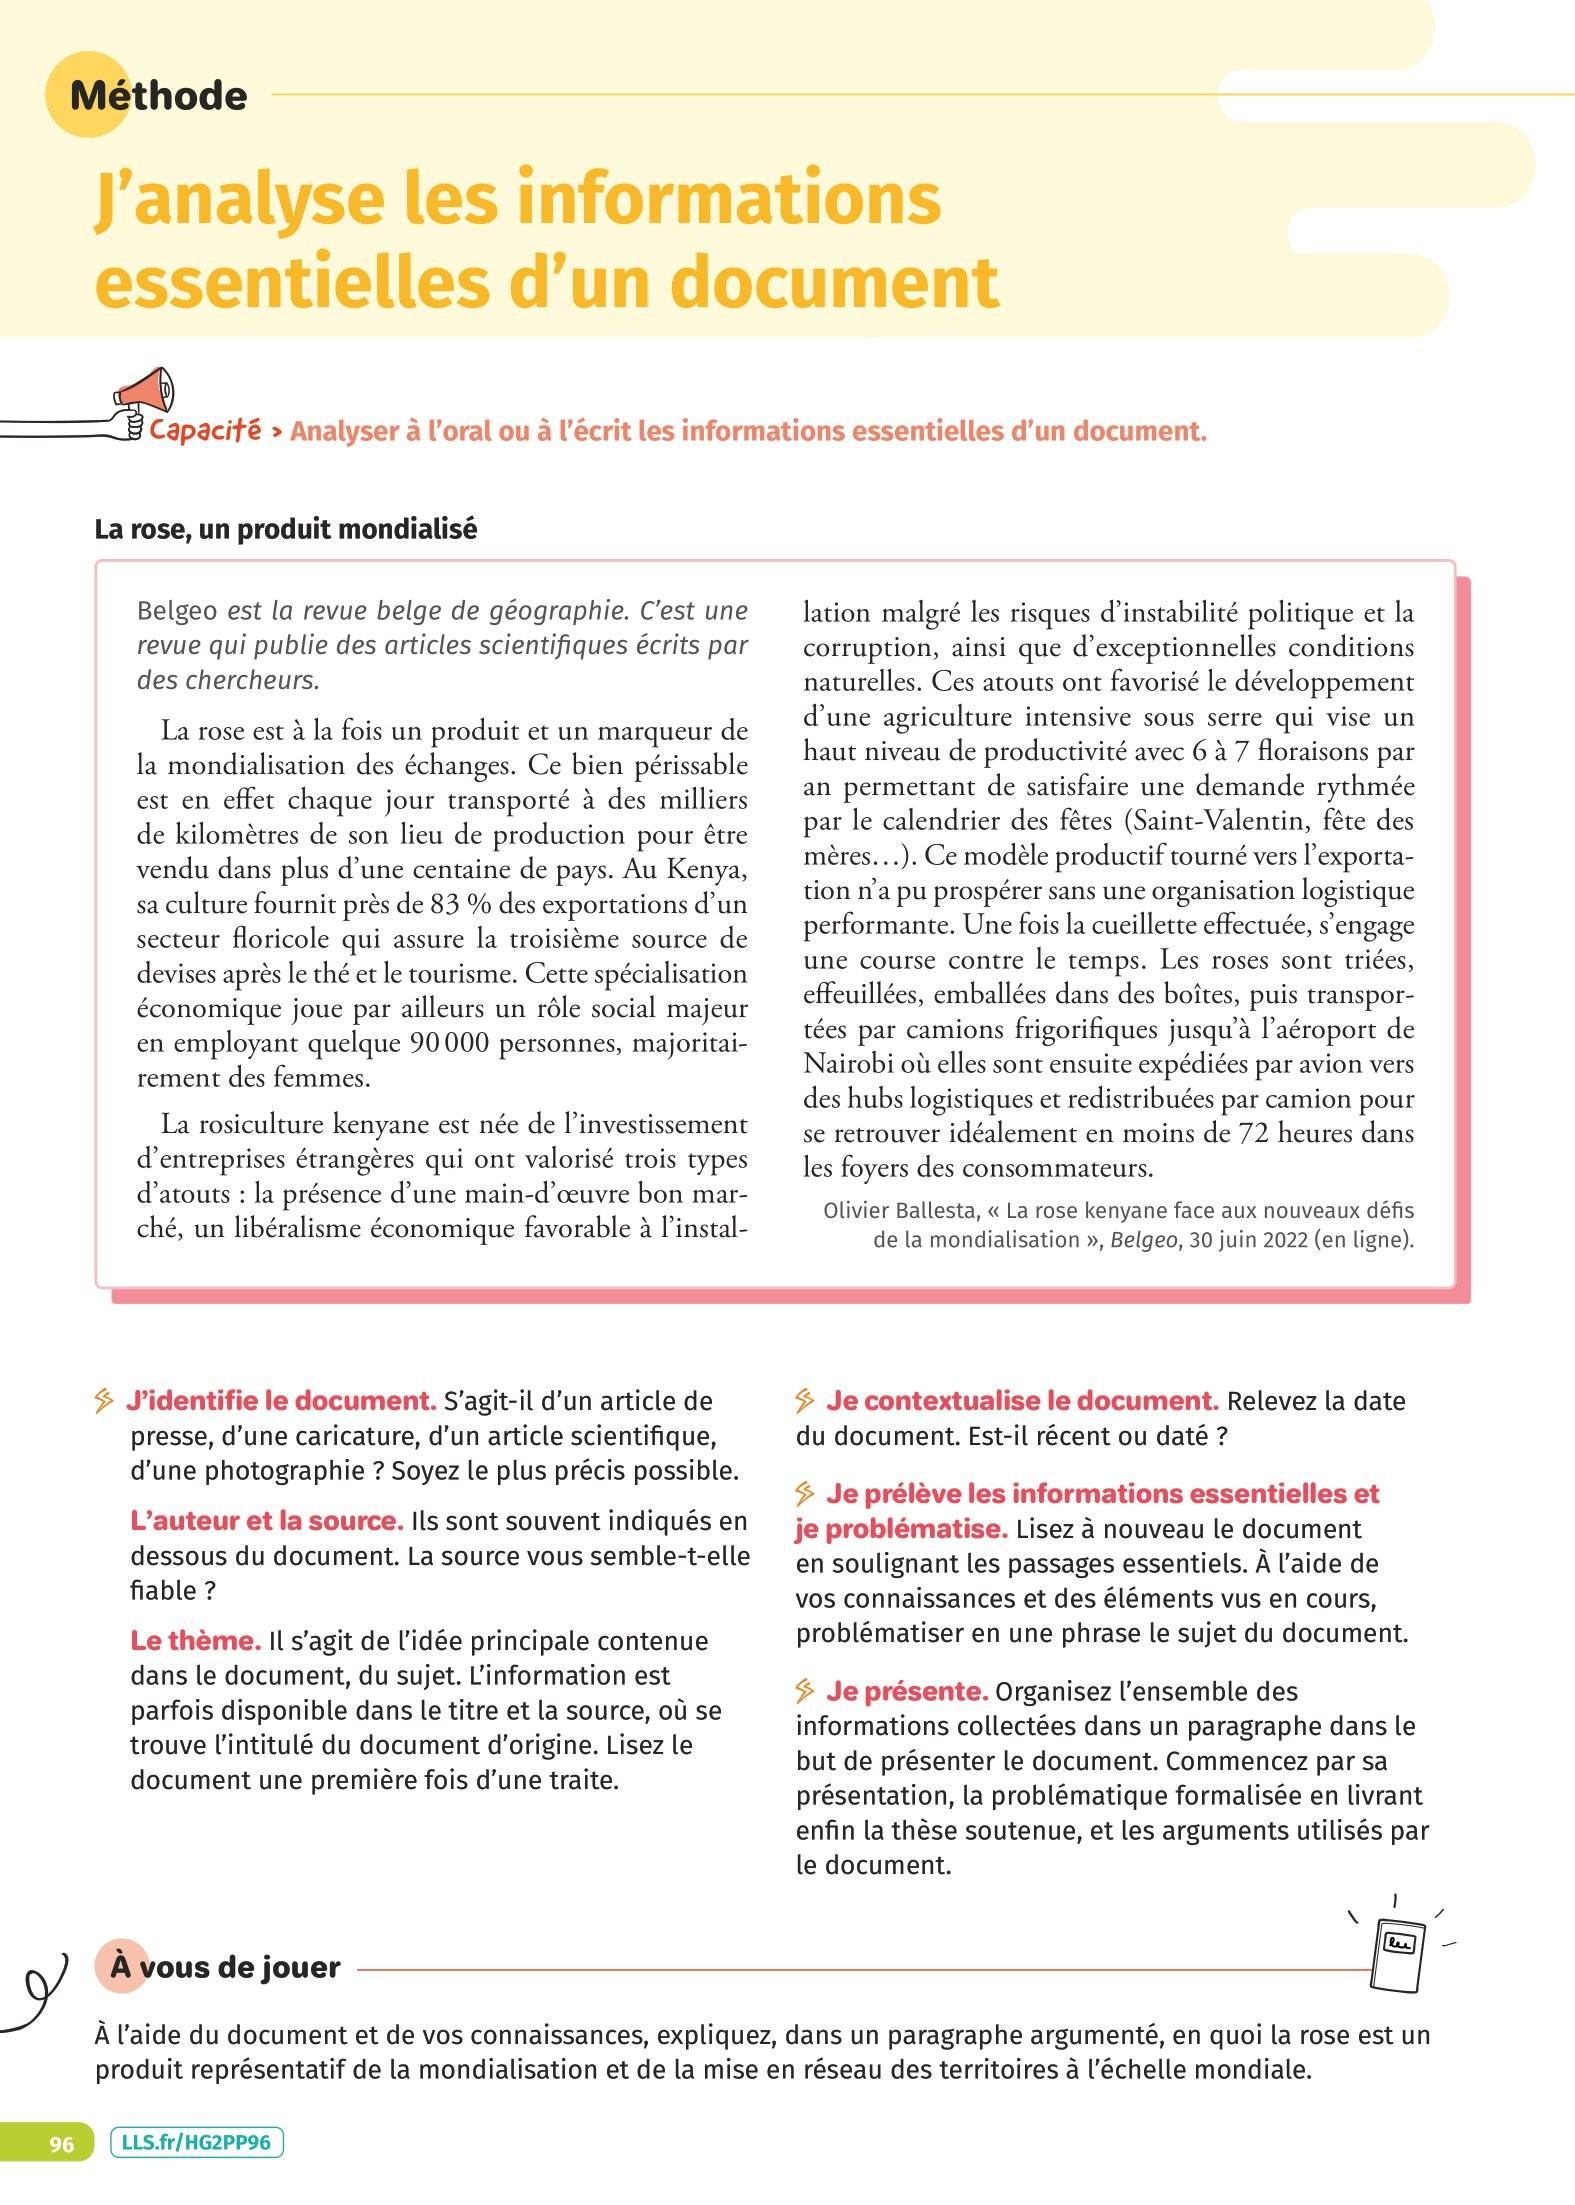 Méthode
J’analyse les informations
essentielles d’un document
Capacité > Analyser à l’oral ou à l’écrit les informations essentielles d’un document.
La rose, un produit mondialisé
Belgeo est la revue belge de géographie. C’est une
revue qui publie des articles scientifiques écrits par
des chercheurs.
La rose est à la fois un produit et un marqueur de
la mondialisation des échanges. Ce bien périssable
est en effet chaque jour transporté à des milliers
de kilomètres de son lieu de production pour être
vendu dans plus d’une centaine de pays. Au Kenya,
sa culture fournit près de 83 % des exportations d’un
secteur floricole qui assure la troisième source de
devises après le thé et le tourisme. Cette spécialisation
économique joue par ailleurs un rôle social majeur
en employant quelque 90 000 personnes, majoritai-
rement des femmes.
La rosiculture kenyane est née de l’investissement
d’entreprises étrangères qui ont valorisé trois types
d’atouts : la présence d’une main-d’œuvre bon mar-
ché, un libéralisme économique favorable à l’instal-
lation malgré les risques d’instabilité politique et la
corruption, ainsi que d’exceptionnelles conditions
naturelles. Ces atouts ont favorisé le développement
d’une agriculture intensive sous serre qui vise un
haut niveau de productivité avec 6 à 7 floraisons par
an permettant de satisfaire une demande rythmée
par le calendrier des fêtes (Saint-Valentin, fête des
mères…). Ce modèle productif tourné vers l’exporta-
tion n’a pu prospérer sans une organisation logistique
performante. Une fois la cueillette effectuée, s’engage
une course contre le temps. Les roses sont triées,
effeuillées, emballées dans des boîtes, puis transpor-
tées par camions frigorifiques jusqu’à l’aéroport de
Nairobi où elles sont ensuite expédiées par avion vers
des hubs logistiques et redistribuées par camion pour
se retrouver idéalement en moins de 72 heures dans
les foyers des consommateurs.
Olivier Ballesta, « La rose kenyane face aux nouveaux défis
de la mondialisation », Belgeo, 30 juin 2022 (en ligne).
J’identifie le document. S’agit-il d’un article de
presse, d’une caricature, d’un article scientifique,
d’une photographie ? Soyez le plus précis possible.
L’auteur et la source. Ils sont souvent indiqués en
dessous du document. La source vous semble-t-elle
fiable ?
Le thème. Il s’agit de l’idée principale contenue
dans le document, du sujet. L’information est
parfois disponible dans le titre et la source, où se
trouve l’intitulé du document d’origine. Lisez le
document une première fois d’une traite.
Je contextualise le document. Relevez la date
du document. Est-il récent ou daté ?
Je prélève les informations essentielles et
je problématise. Lisez à nouveau le document
en soulignant les passages essentiels. À l’aide de
vos connaissances et des éléments vus en cours,
problématiser en une phrase le sujet du document.
Je présente. Organisez l’ensemble des
informations collectées dans un paragraphe dans le
but de présenter le document. Commencez par sa
présentation, la problématique formalisée en livrant
enfin la thèse soutenue, et les arguments utilisés par
le document.
À vous de jouer
À l’aide du document et de vos connaissances, expliquez, dans un paragraphe argumenté, en quoi la rose est un
produit représentatif de la mondialisation et de la mise en réseau des territoires à l’échelle mondiale.
96
LLS.fr/HG2PP96